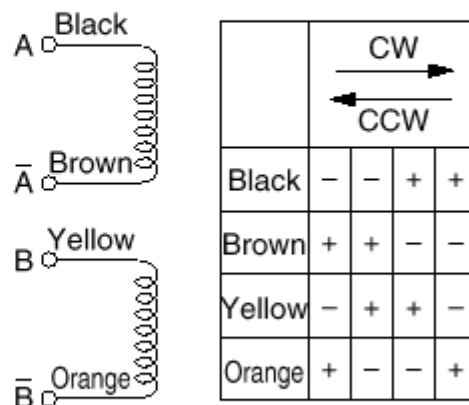 A Black
A̅ Brown
B Yellow
B̅ Orange
CW
CCW
Black − − + +
Brown + + − −
Yellow − + + −
Orange + − − +